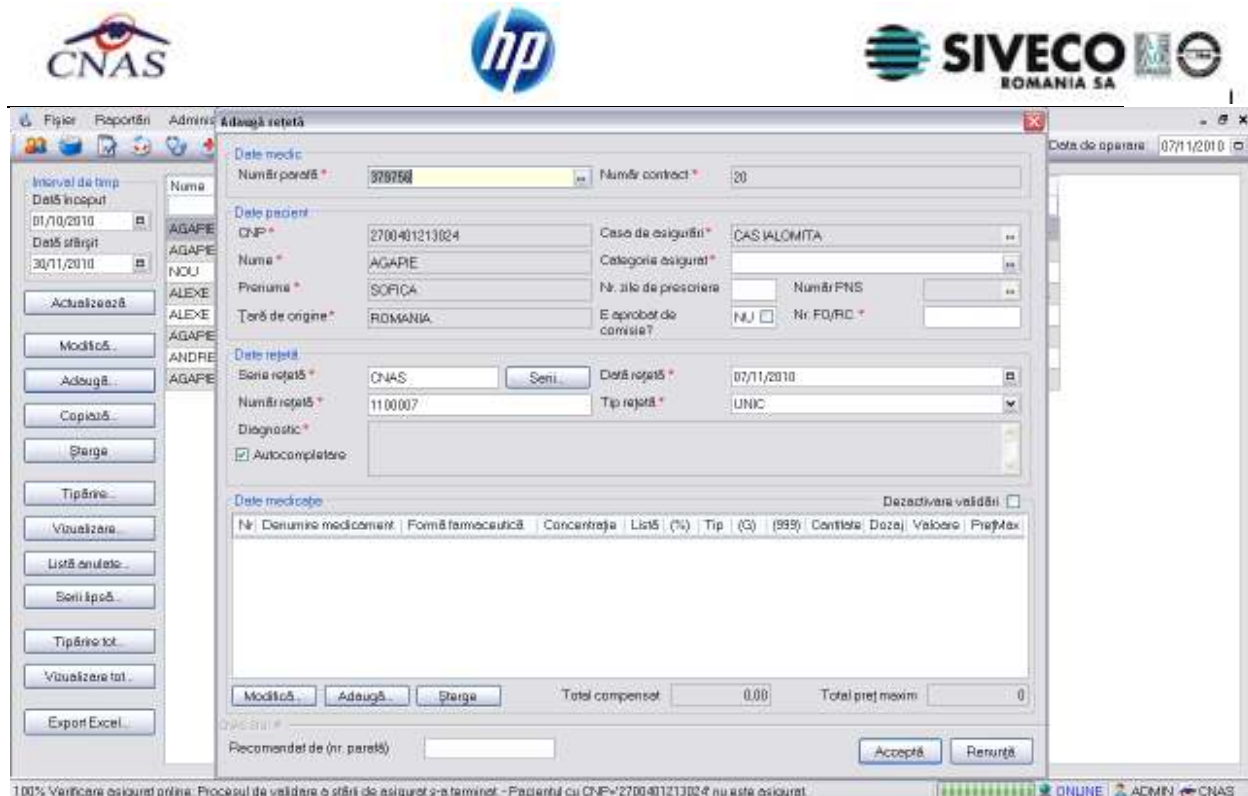 CNAS
hp
SIVECO
ROMANIA SA
Fişier Raportări Adminis
Adaugă reţetă
Data de operare 07/11/2010
Interval de timp
Dată început
01/10/2010
Dată sfârşit
30/11/2010
Actualizează
Modifică...
Adaugă...
Copiază...
Şterge
Tipărire...
Vizualizare...
Listă anulate...
Serii lipsă...
Tipărire tot...
Vizualizare tot...
Export Excel...
Nume
AGAPIE
AGAPIE
NOU
ALEXE
ALEXE
AGAPIE
ANDRE
AGAPIE
Date medic
Număr parafă * 379756 Număr contract * 20
Date pacient
CNP * 2700401213024 Casa de asigurări * CAS IALOMITA
Nume * AGAPIE Categorie asigurat *
Prenume * SOFICA Nr. zile de prescriere Număr PNS
Ţară de origine * ROMANIA E aprobat de comisie? NU Nr. FO/RC *
Date reţetă
Serie reţetă * CNAS Serii... Dată reţetă * 07/11/2010
Număr reţetă * 1100007 Tip reţetă * UNIC
Diagnostic *
Autocompletare
Date medicaţie Dezactivare validări
Nr Denumire medicament Formă farmaceutică Concentraţie Listă (%) Tip (G) (999) Cantitate Dozaj Valoare PreţMax
Modifică... Adaugă... Şterge Total compensat 0.00 Total preţ maxim 0
Recomandat de (nr. parafă) Acceptă Renunţă
100% Verificare asigurat online: Procesul de validare a stării de asigurat s-a terminat - Pacientul cu CNP='2700401213024' nu este asigurat ONLINE ADMIN CNAS